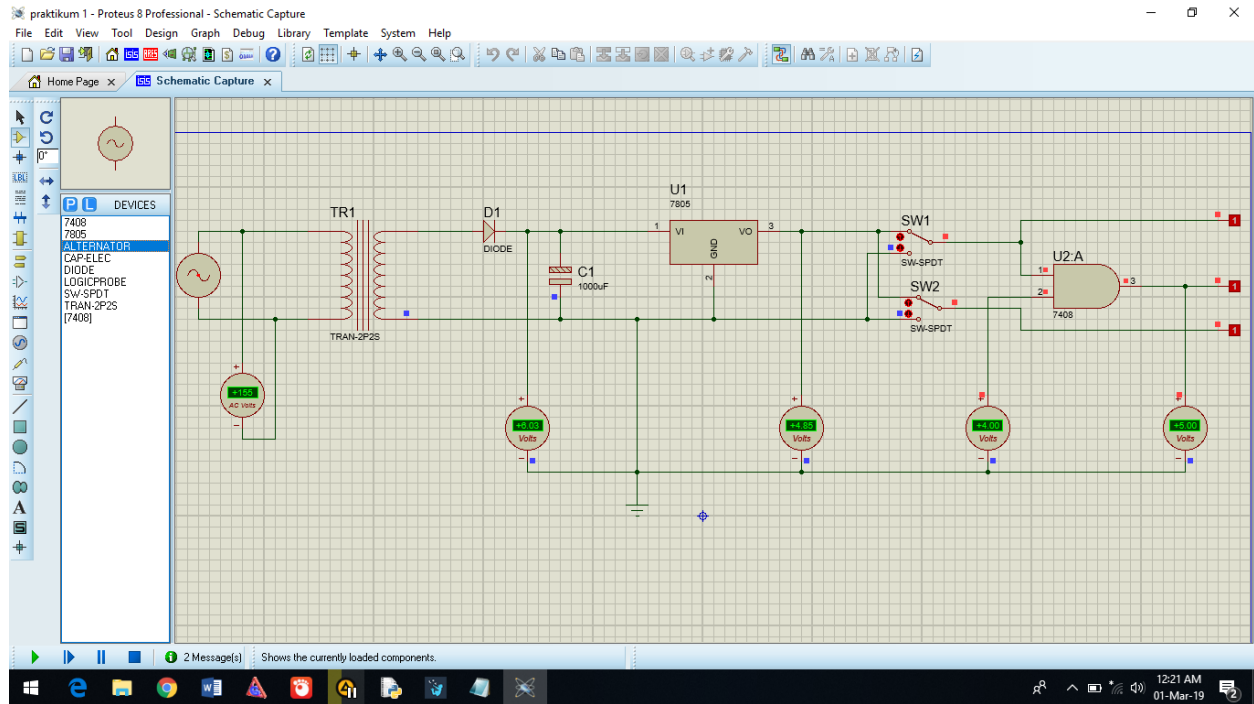 praktikum 1 - Proteus 8 Professional - Schematic Capture
File Edit View Tool Design Graph Debug Library Template System Help
Home Page x
Schematic Capture x
0°
LBL
P L DEVICES
7408
7805
ALTERNATOR
CAP-ELEC
DIODE
LOGICPROBE
SW-SPDT
TRAN-2P2S
[7408]
TR1
TRAN-2P2S
D1
DIODE
C1
1000uF
U1
7805
1 VI VO 3
GND
2
SW1
SW-SPDT
SW2
SW-SPDT
U2:A
1
2
3
7408
1
1
1
+155
AC Volts
+6.03
Volts
+4.85
Volts
+4.00
Volts
+5.00
Volts
A
S
2 Message(s) Shows the currently loaded components.
12:21 AM
01-Mar-19
2